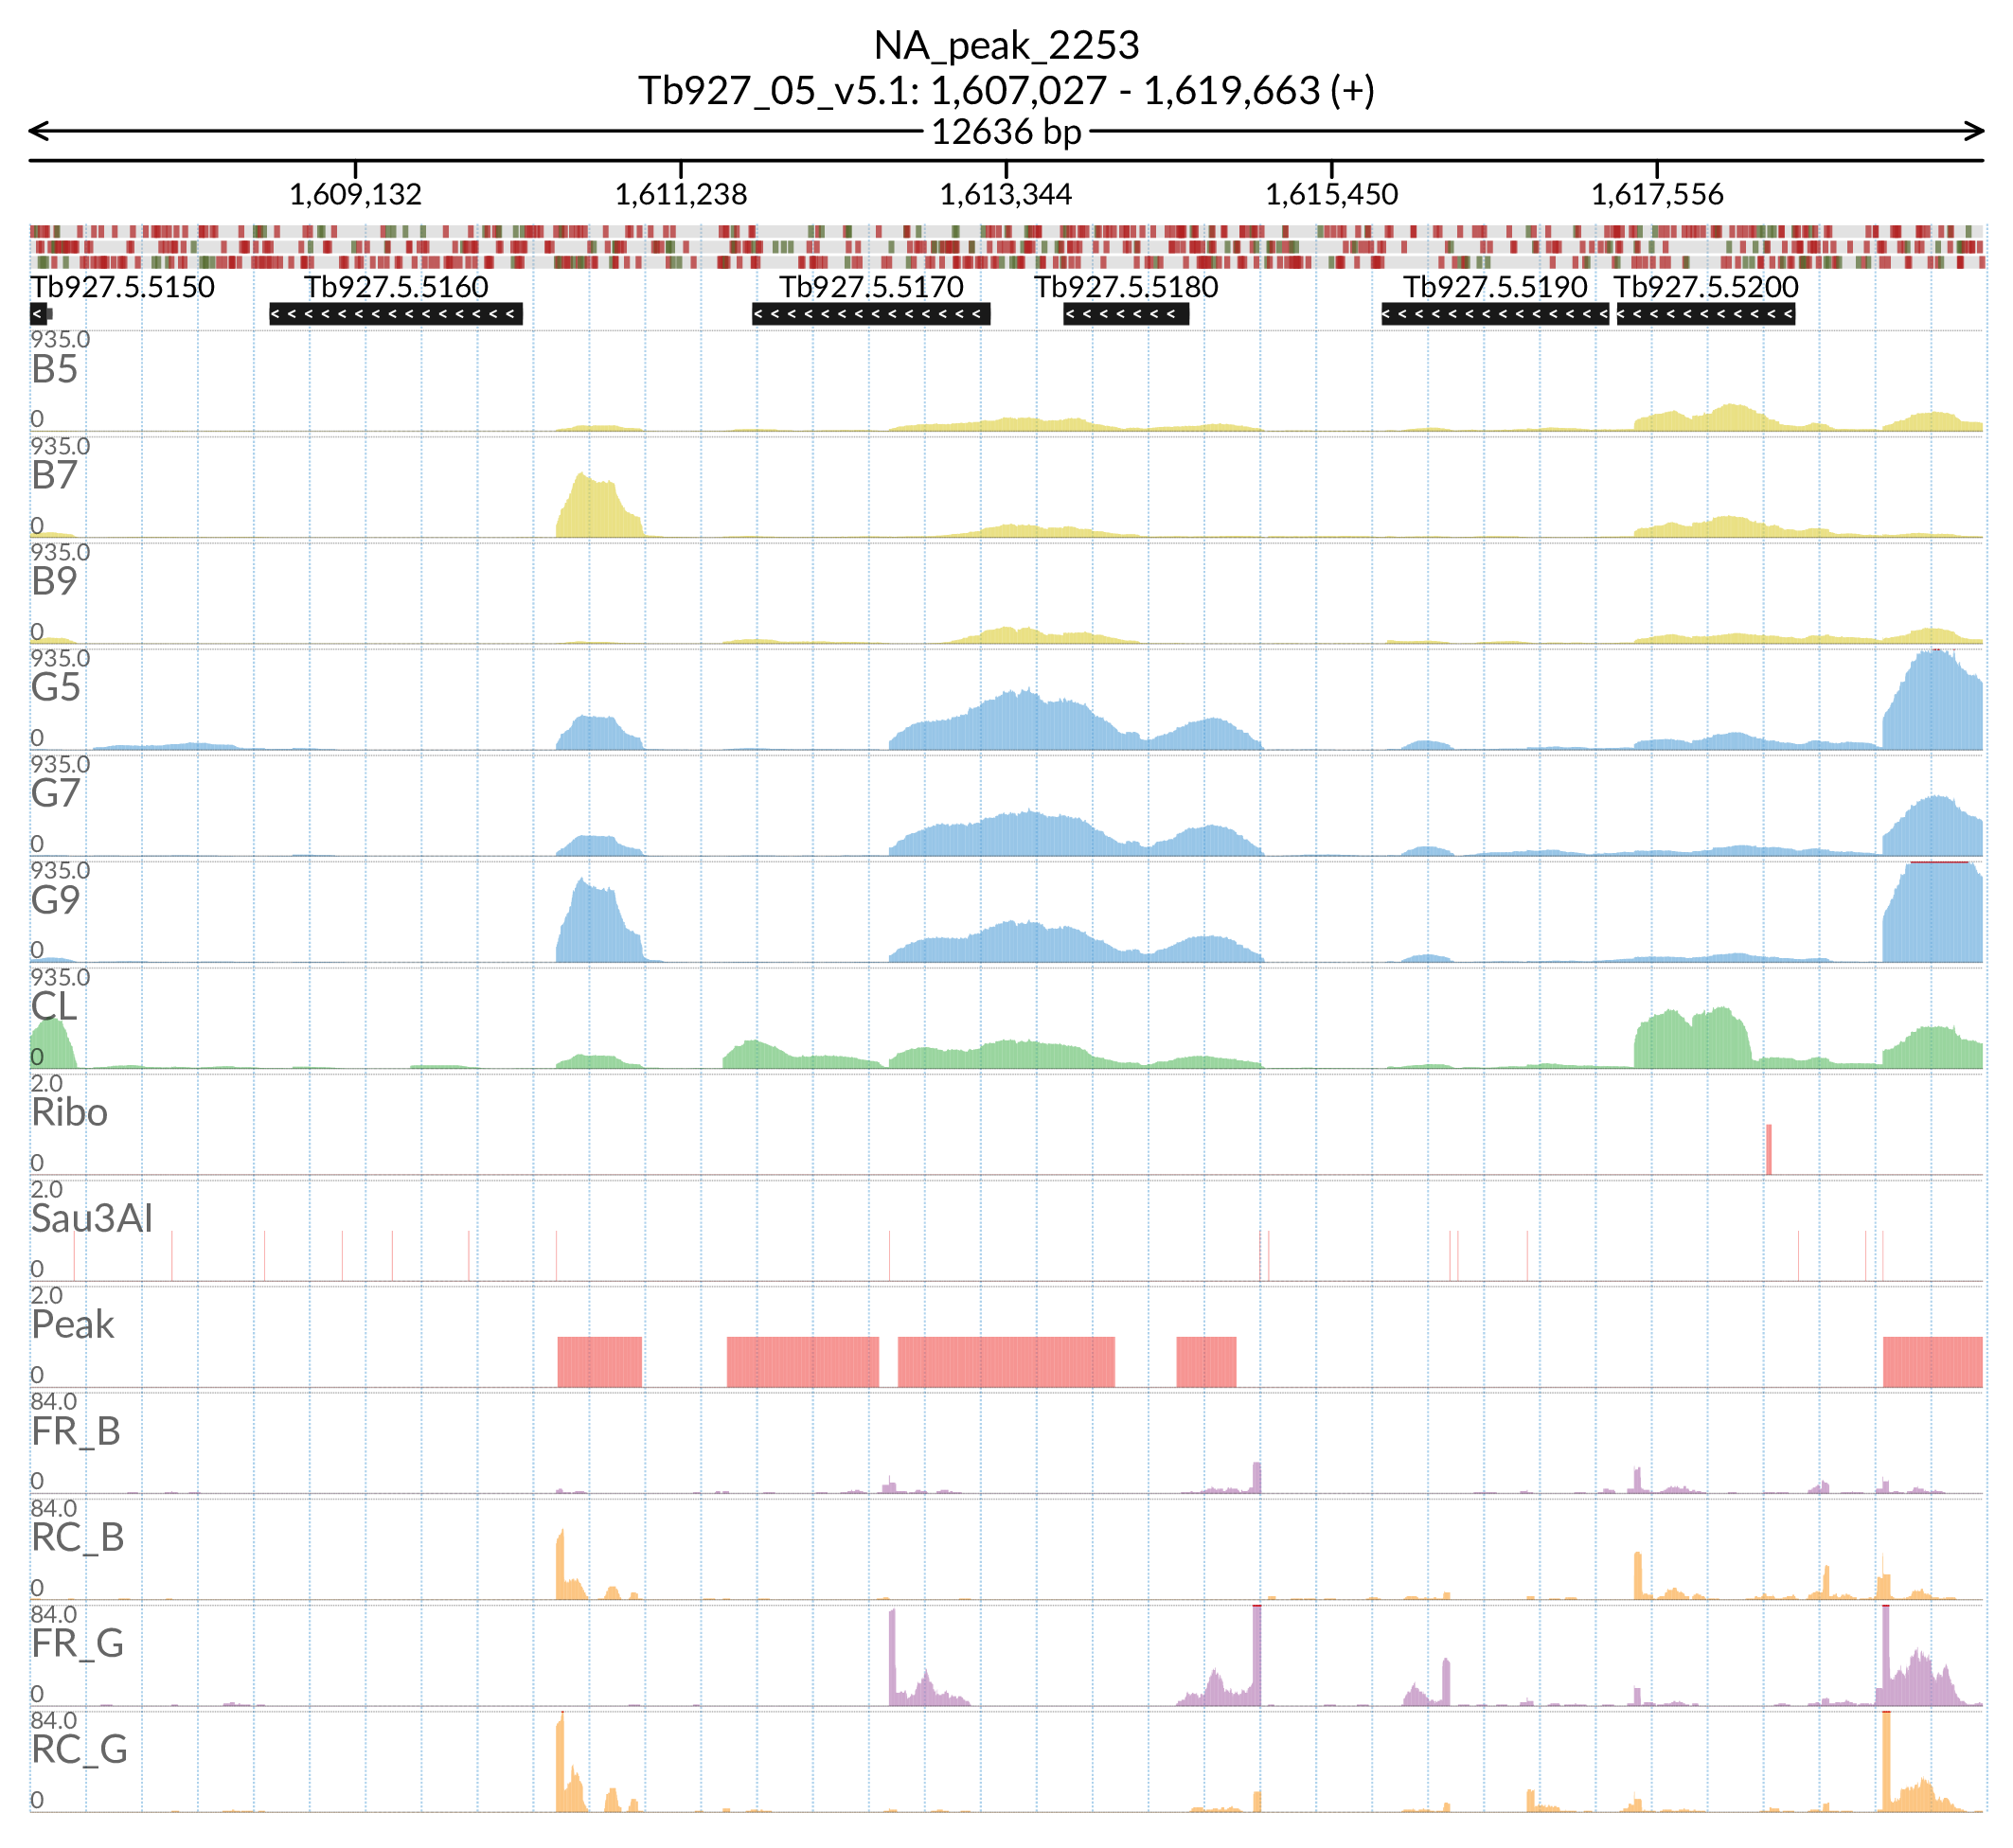 NA_peak_2253
Tb927_05_v5.1: 1,607,027 - 1,619,663 (+)
12636 bp
1,609,132 1,611,238 1,613,344 1,615,450 1,617,556
Tb927.5.5150 Tb927.5.5160 Tb927.5.5170 Tb927.5.5180 Tb927.5.5190 Tb927.5.5200
935.0
B5
0
935.0
B7
0
935.0
B9
0
935.0
G5
0
935.0
G7
0
935.0
G9
0
935.0
CL
0
2.0
Ribo
0
2.0
Sau3AI
0
2.0
Peak
0
84.0
FR_B
0
84.0
RC_B
0
84.0
FR_G
0
84.0
RC_G
0